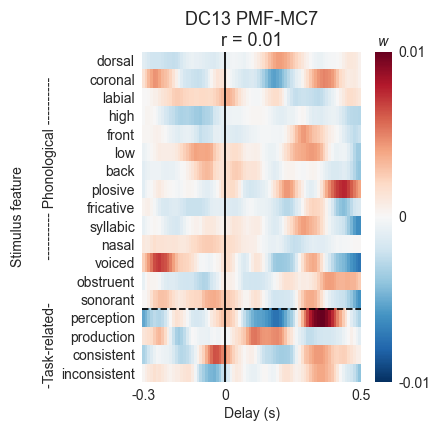 DC13 PMF-MC7
r = 0.01
w
dorsal
coronal
labial
high
front
low
back
plosive
fricative
syllabic
nasal
voiced
obstruent
sonorant
perception
production
consistent
inconsistent
Stimulus feature
-Task-related- ----------- Phonological -----------
-0.3
0
0.5
Delay (s)
0.01
0
-0.01